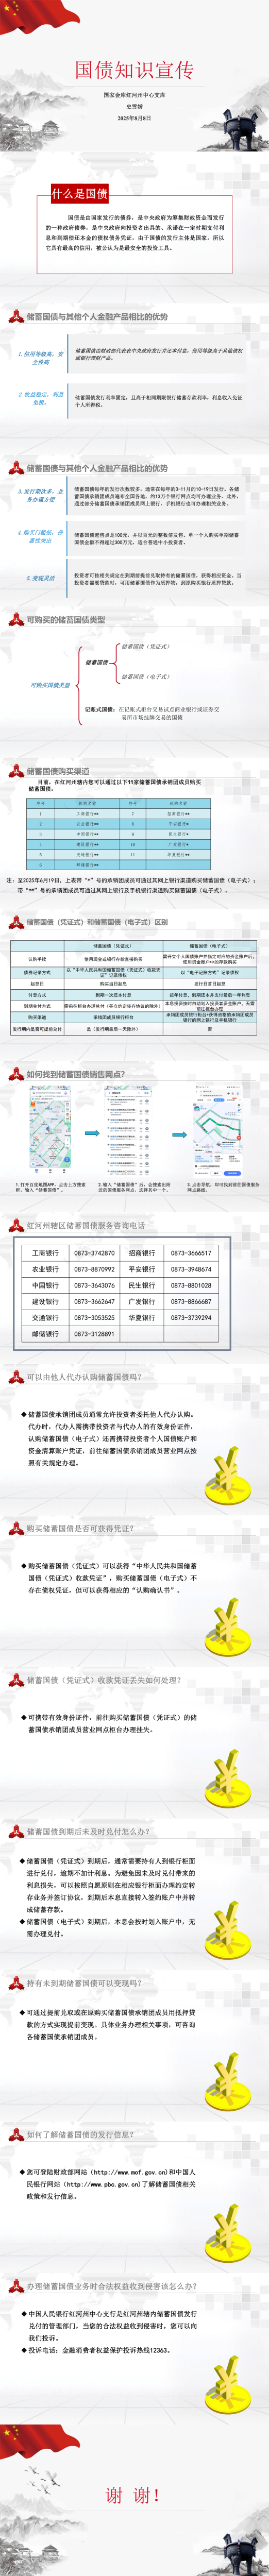 国债知识宣传
国家金库红河州中心支库
史雪娇
2025年8月8日
什么是国债
国债是由国家发行的债券，是中央政府为筹集财政资金而发行
的一种政府债券，是中央政府向投资者出具的、承诺在一定时期支付利
息和到期偿还本金的债权债务凭证。由于国债的发行主体是国家，所以
它具有最高的信用，被公认为是最安全的投资工具。
储蓄国债与其他个人金融产品相比的优势
1.信用等级高，安
全性高
储蓄国债由财政部代表中央政府发行并还本付息，信用等级高于其他债权
或银行理财产品。
2.收益稳定，利息
免税。
储蓄国债发行利率固定，且高于相同期限银行储蓄存款利率，利息收入免征
个人所得税。
储蓄国债与其他个人金融产品相比的优势
3.发行期次多，业
务办理方便
储蓄国债每年的发行次数较多，通常在每年的3-11月的10-19日发行。各储
蓄国债承销团成员遍布全国各地，约13万个银行网点均可办理业务。此外，
通过部分储蓄国债承销团成员网上银行、手机银行也可办理相关业务。
4.购买门槛低，普
惠性突出
储蓄国债起售点是100元，并以百元的整数倍发售。单一个人购买单期储蓄
国债金额不得超过300万元，适合普通中小投资者。
5.变现灵活
投资者可按相关规定在到期前提前兑取持有的储蓄国债，获得相应资金。当
投资者需要贷款时，可用储蓄国债作为质押物，到原购买银行质押贷款。
可购买的储蓄国债类型
可购买国债类型
储蓄国债
储蓄国债（凭证式）
储蓄国债（电子式）
记账式国债：在记账式柜台交易试点商业银行或证券交
易所市场挂牌交易的国债
储蓄国债购买渠道
目前，在红河辖内您可以通过以下11家储蓄国债承销团成员购买
储蓄国债：
序号 机构名称 序号 机构名称
1 工商银行** 7 招商银行**
2 农业银行** 8 平安银行*
3 中国银行** 9 民生银行*
4 建设银行** 10 广发银行*
5 交通银行** 11 华夏银行**
6 邮储银行**
注：至2025年6月19日，上表带“*”号的承销团成员可通过其网上银行渠道购买储蓄国债（电子式）；
带“**”号的承销团成员可通过其网上银行及手机银行渠道购买储蓄国债（电子式）。
储蓄国债（凭证式）和储蓄国债（电子式）区别
储蓄国债（凭证式） 储蓄国债（电子式）
认购手续 使用现金或银行存款直接购买 需开立个人国债账户并指定对应的资金账户后，使用资金账户中的存款购买
债券记录方式 以“中华人民共和国储蓄国债（凭证式）收款凭证”记录债权 以“电子记账方式”记录债权
起息日 购买当日起息 发行日首日起息
付息方式 到期一次还本付息 按年付息，到期还本并支付最后一年利息
到期兑付方式 需前往柜台办理兑付（签立约定转存协议的除外） 本息按资按时自动转入投资者资金账户，无需前往柜台办理
购买渠道 承销团成员银行柜台 承销团成员银行柜台+获得资格的承销团成员银行的网上银行及手机银行
发行期内是否可提前兑付 是（发行期最后一天除外） 否
如何找到储蓄国债销售网点?
1.打开百度地图APP，点击上方搜索
框，输入“储蓄国债”。
2.输入“储蓄国债”后，会搜索出附
近的国债服务网点，选择其中一个。
3.点击导航，即可找到前往国债服务
网点路线。
红河州辖区储蓄国债服务咨询电话
工商银行 0873-3742870 招商银行 0873-3666517
农业银行 0873-8870992 平安银行 0873-3948674
中国银行 0873-3643076 民生银行 0873-8801028
建设银行 0873-3662647 广发银行 0873-8866687
交通银行 0873-3053525 华夏银行 0873-3739294
邮储银行 0873-3128891
可以由他人代办认购储蓄国债吗？
◆储蓄国债承销团成员通常允许投资者委托他人代办认购。
代办时，代办人需携带投资者与代办人的有效身份证件，
认购储蓄国债（电子式）还需携带投资者个人国债账户和
资金清算账户凭证，前往储蓄国债承销团成员营业网点按
照有关规定办理。
购买储蓄国债是否可获得凭证？
◆购买储蓄国债（凭证式）可以获得“中华人民共和国储蓄
国债（凭证式）收款凭证”，购买储蓄国债（电子式）不
存在债权凭证，但可以获得相应的“认购确认书”。
储蓄国债（凭证式）收款凭证丢失如何处理？
◆可携带有效身份证件，前往购买储蓄国债（凭证式）的储
蓄国债承销团成员营业网点柜台办理挂失。
储蓄国债到期后未及时兑付怎么办？
◆储蓄国债（凭证式）到期后，通常需要持有人到银行柜面
进行兑付，逾期不加计利息。为避免因未及时兑付带来的
利息损失，可以按照自愿原则在相应银行柜面办理约定转
存业务并签订协议，到期后本息直接转入签约账户中并转
成储蓄存款。
◆储蓄国债（电子式）到期后，本息会按时划入账户中，无
需办理兑付。
持有未到期储蓄国债可以变现吗？
◆可通过提前兑取或在原购买储蓄国债承销团成员用抵押贷
款的方式实现提前变现。具体业务办理相关事项，可咨询
各储蓄国债承销团成员。
如何了解储蓄国债的发行信息？
◆您可登陆财政部网站（http://www.mof.gov.cn)和中国人
民银行网站（http://www.pbc.gov.cn)了解储蓄国债相关
政策和发行信息。
办理储蓄国债业务时合法权益收到侵害该怎么办？
◆中国人民银行红河州中心支行是红河州辖内储蓄国债发行
兑付的管理部门，当您的合法权益受到侵害时，您可以向
我们投诉。
◆投诉电话：金融消费者权益保护投诉热线12363。
谢 谢！